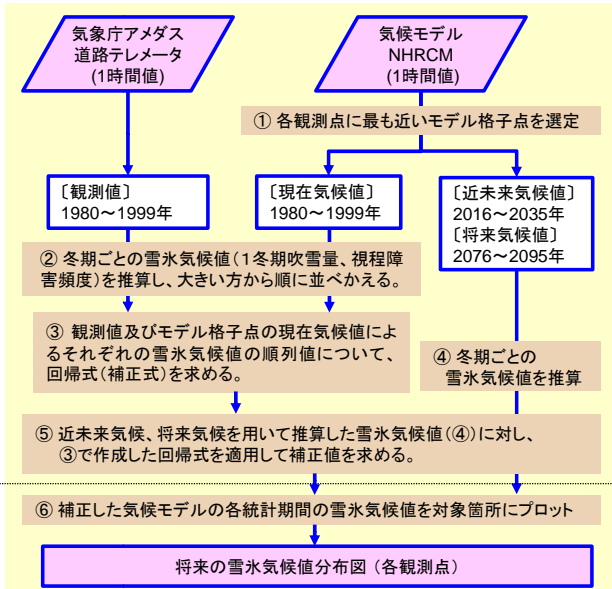 気象庁アメダス
道路テレメータ
(1時間値)
気候モデル
NHRCM
(1時間値)
① 各観測点に最も近いモデル格子点を選定
〔観測値〕
1980～1999年
〔現在気候値〕
1980～1999年
〔近未来気候値〕
2016～2035年
〔将来気候値〕
2076～2095年
② 冬期ごとの雪氷気候値（1冬期吹雪量、視程障
害頻度）を推算し、大きい方から順に並べかえる。
③ 観測値及びモデル格子点の現在気候値によ
るそれぞれの雪氷気候値の順列値について、
回帰式（補正式）を求める。
④ 冬期ごとの
雪氷気候値を推算
⑤ 近未来気候、将来気候を用いて推算した雪氷気候値（④）に対し、
③で作成した回帰式を適用して補正値を求める。
⑥ 補正した気候モデルの各統計期間の雪氷気候値を対象箇所にプロット
将来の雪氷気候値分布図（各観測点）